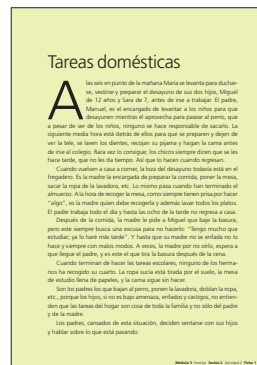 Tareas domésticas
A las seis en punto de la mañana María se levanta para duchar-
se, vestirse y preparar el desayuno de sus dos hijos, Miguel
de 12 años y Sara de 7, antes de irse a trabajar. El padre,
Manuel, es el encargado de levantar a los niños para que
desayunen mientras él aprovecha para pasear al perro, que
a pesar de ser de los niños, ninguno se hace responsable de sacarlo. La
siguiente media hora está detrás de ellos para que se preparen y dejen de
ver la tele, se laven los dientes, recojan su pijama y hagan la cama antes
de irse al colegio. Rara vez lo consigue; los chicos siempre dicen que se les
hace tarde, que no les da tiempo. Así que lo hacen cuando regresan.
Cuando vuelven a casa a comer, la loza del desayuno todavía está en el
fregadero. Es la madre la encargada de preparar la comida, poner la mesa,
sacar la ropa de la lavadora, etc. Lo mismo pasa cuando han terminado el
almuerzo. A la hora de recoger la mesa, como siempre tienen prisa por hacer
"algo", es la madre quien debe recogerla y además lavar todos los platos.
El padre trabaja todo el día y hasta las ocho de la tarde no regresa a casa.
Después de la comida, la madre le pide a Miguel que baje la basura,
pero este siempre busca una excusa para no hacerlo: "Tengo mucho que
estudiar; ya lo haré más tarde". Y hasta que su madre no se enfada no lo
hace y siempre con malos modos. A veces, la madre por no oírlo, espera a
que llegue el padre, y es este el que tira la basura después de la cena.
Cuando terminan de hacer las tareas escolares, ninguno de los herma-
nos ha recogido su cuarto. La ropa sucia está tirada por el suelo, la mesa
de estudio llena de papeles, y la cama sigue sin hacer.
Son los padres los que bajan al perro, ponen la lavadora, doblan la ropa,
etc., porque los hijos, si no es bajo amenaza, enfados y castigos, no entien-
den que las tareas del hogar son cosa de toda la familia y no sólo del padre
y de la madre.
Los padres, cansados de esta situación, deciden sentarse con sus hijos
y hablar sobre lo que está pasando.
Módulo 3 Familia Sesión 2 Actividad 2 Ficha 1